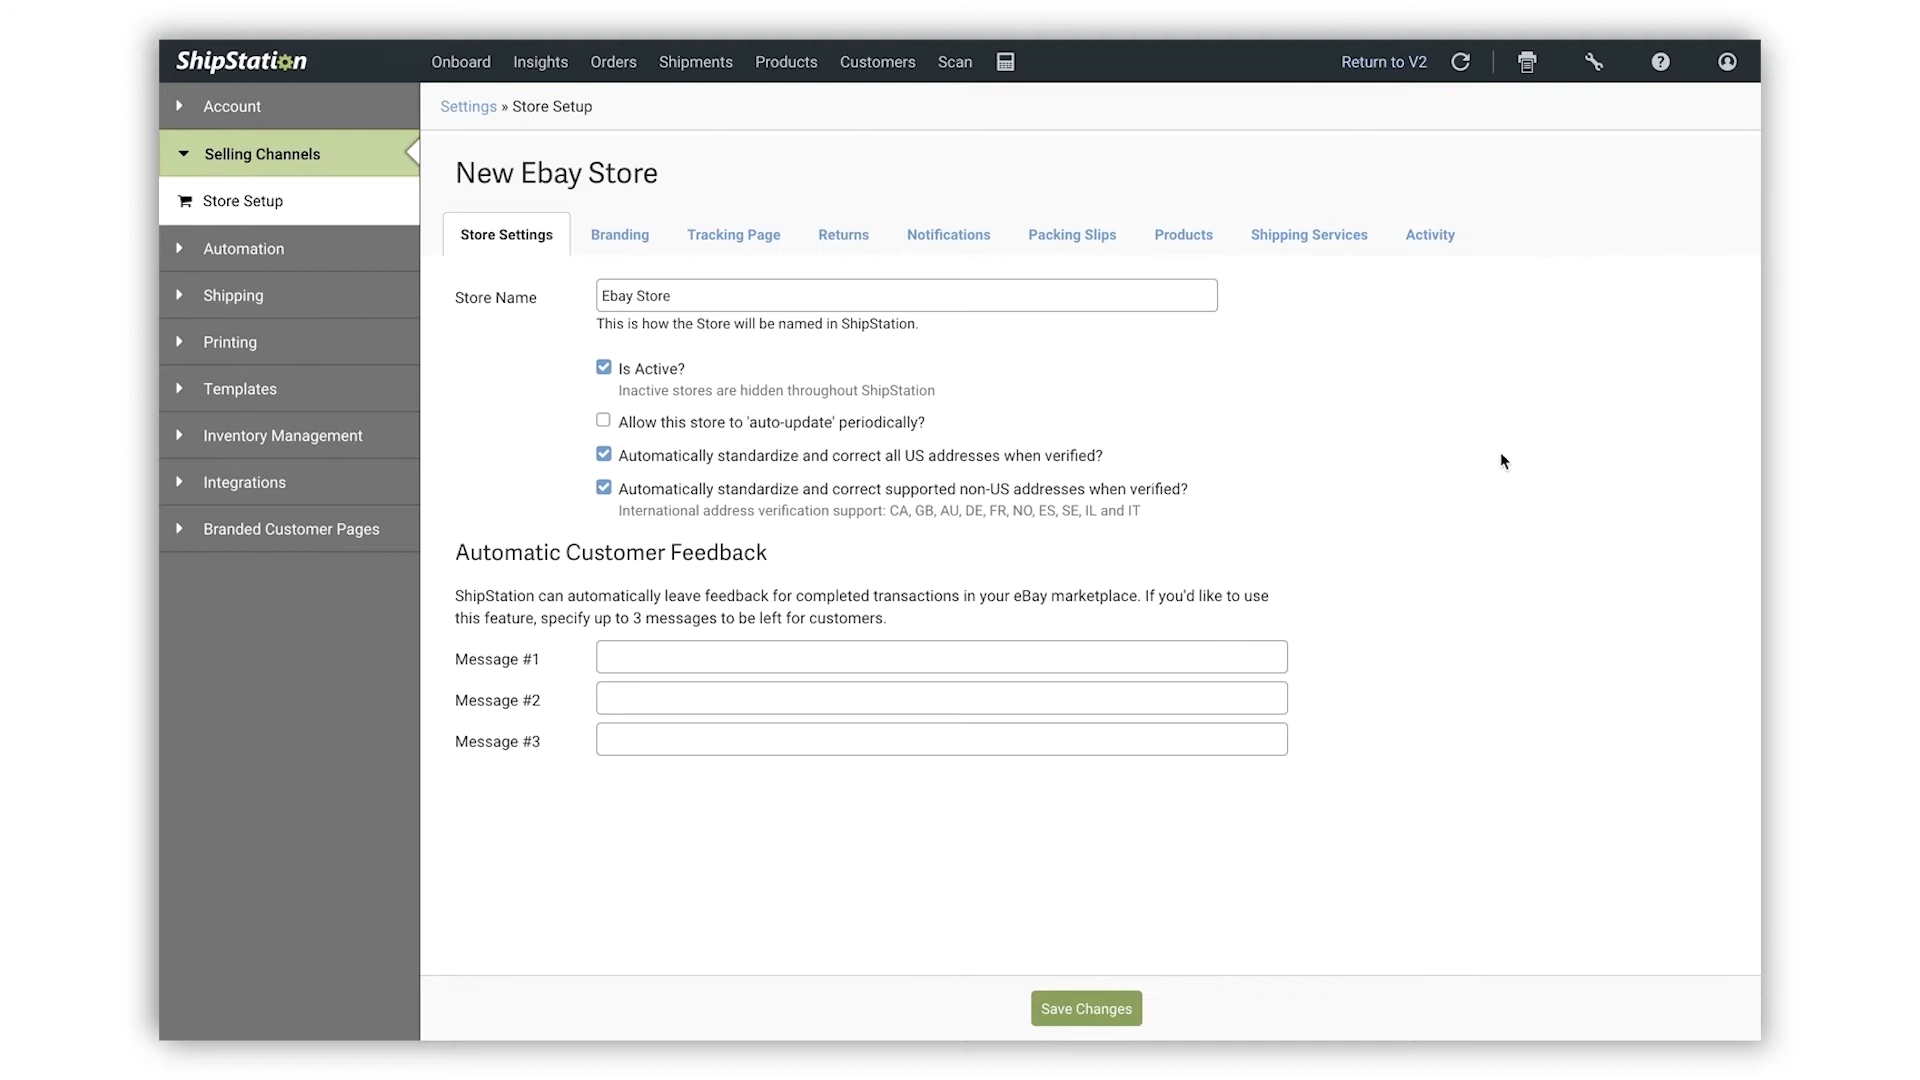 ShipStation
Onboard Insights Orders Shipments Products Customers Scan
Return to V2
Account
Selling Channels
Store Setup
Automation
Shipping
Printing
Templates
Inventory Management
Integrations
Branded Customer Pages
Settings » Store Setup
New Ebay Store
Store Settings Branding Tracking Page Returns Notifications Packing Slips Products Shipping Services Activity
Store Name
Ebay Store
This is how the Store will be named in ShipStation.
Is Active?
Inactive stores are hidden throughout ShipStation
Allow this store to 'auto-update' periodically?
Automatically standardize and correct all US addresses when verified?
Automatically standardize and correct supported non-US addresses when verified?
International address verification support: CA, GB, AU, DE, FR, NO, ES, SE, IL and IT
Automatic Customer Feedback
ShipStation can automatically leave feedback for completed transactions in your eBay marketplace. If you'd like to use
this feature, specify up to 3 messages to be left for customers.
Message #1
Message #2
Message #3
Save Changes